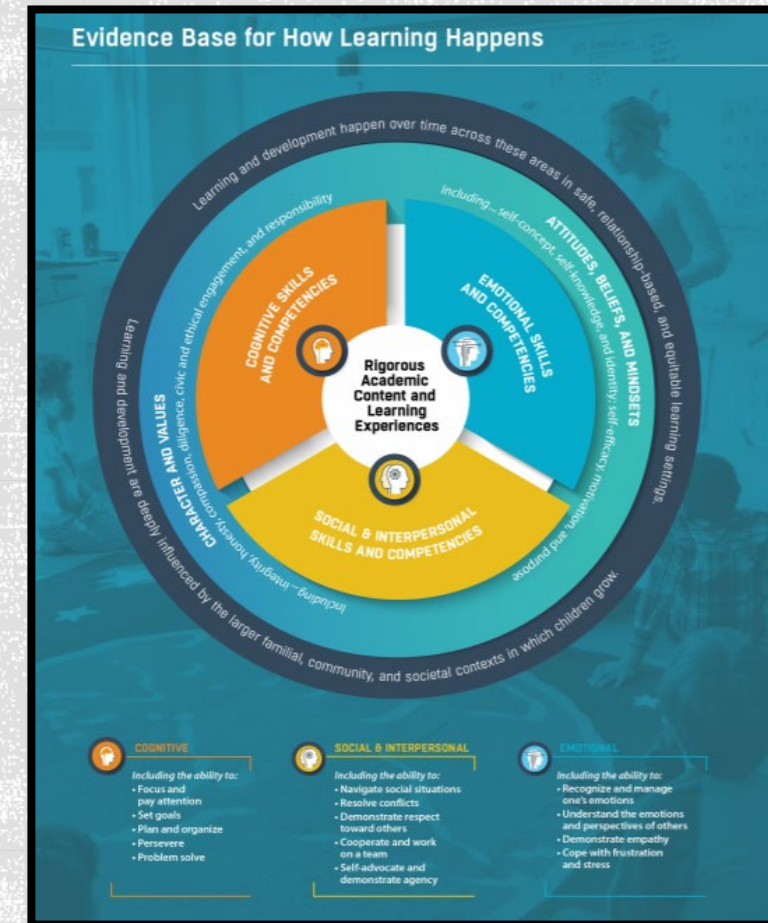 Evidence Base for How Learning Happens
Learning and development happen over time across these areas in safe, relationship-based, and equitable learning settings.
Learning and development are deeply influenced by the larger familial, community, and societal contexts in which children grow.
CHARACTER AND VALUES
Including... integrity, honesty, compassion, diligence, civic and ethical engagement, and responsibility
ATTITUDES, BELIEFS, AND MINDSETS
Including... self-concept, self-knowledge, and identity; self-efficacy, motivation, and purpose
COGNITIVE SKILLS
AND COMPETENCIES
EMOTIONAL SKILLS
AND COMPETENCIES
Rigorous
Academic
Content and
Learning
Experiences
SOCIAL & INTERPERSONAL
SKILLS AND COMPETENCIES
COGNITIVE
Including the ability to:
• Focus and
pay attention
• Set goals
• Plan and organize
• Persevere
• Problem solve
SOCIAL & INTERPERSONAL
Including the ability to:
• Navigate social situations
• Resolve conflicts
• Demonstrate respect
toward others
• Cooperate and work
on a team
• Self-advocate and
demonstrate agency
EMOTIONAL
Including the ability to:
• Recognize and manage
one's emotions
• Understand the emotions
and perspectives of others
• Demonstrate empathy
• Cope with frustration
and stress